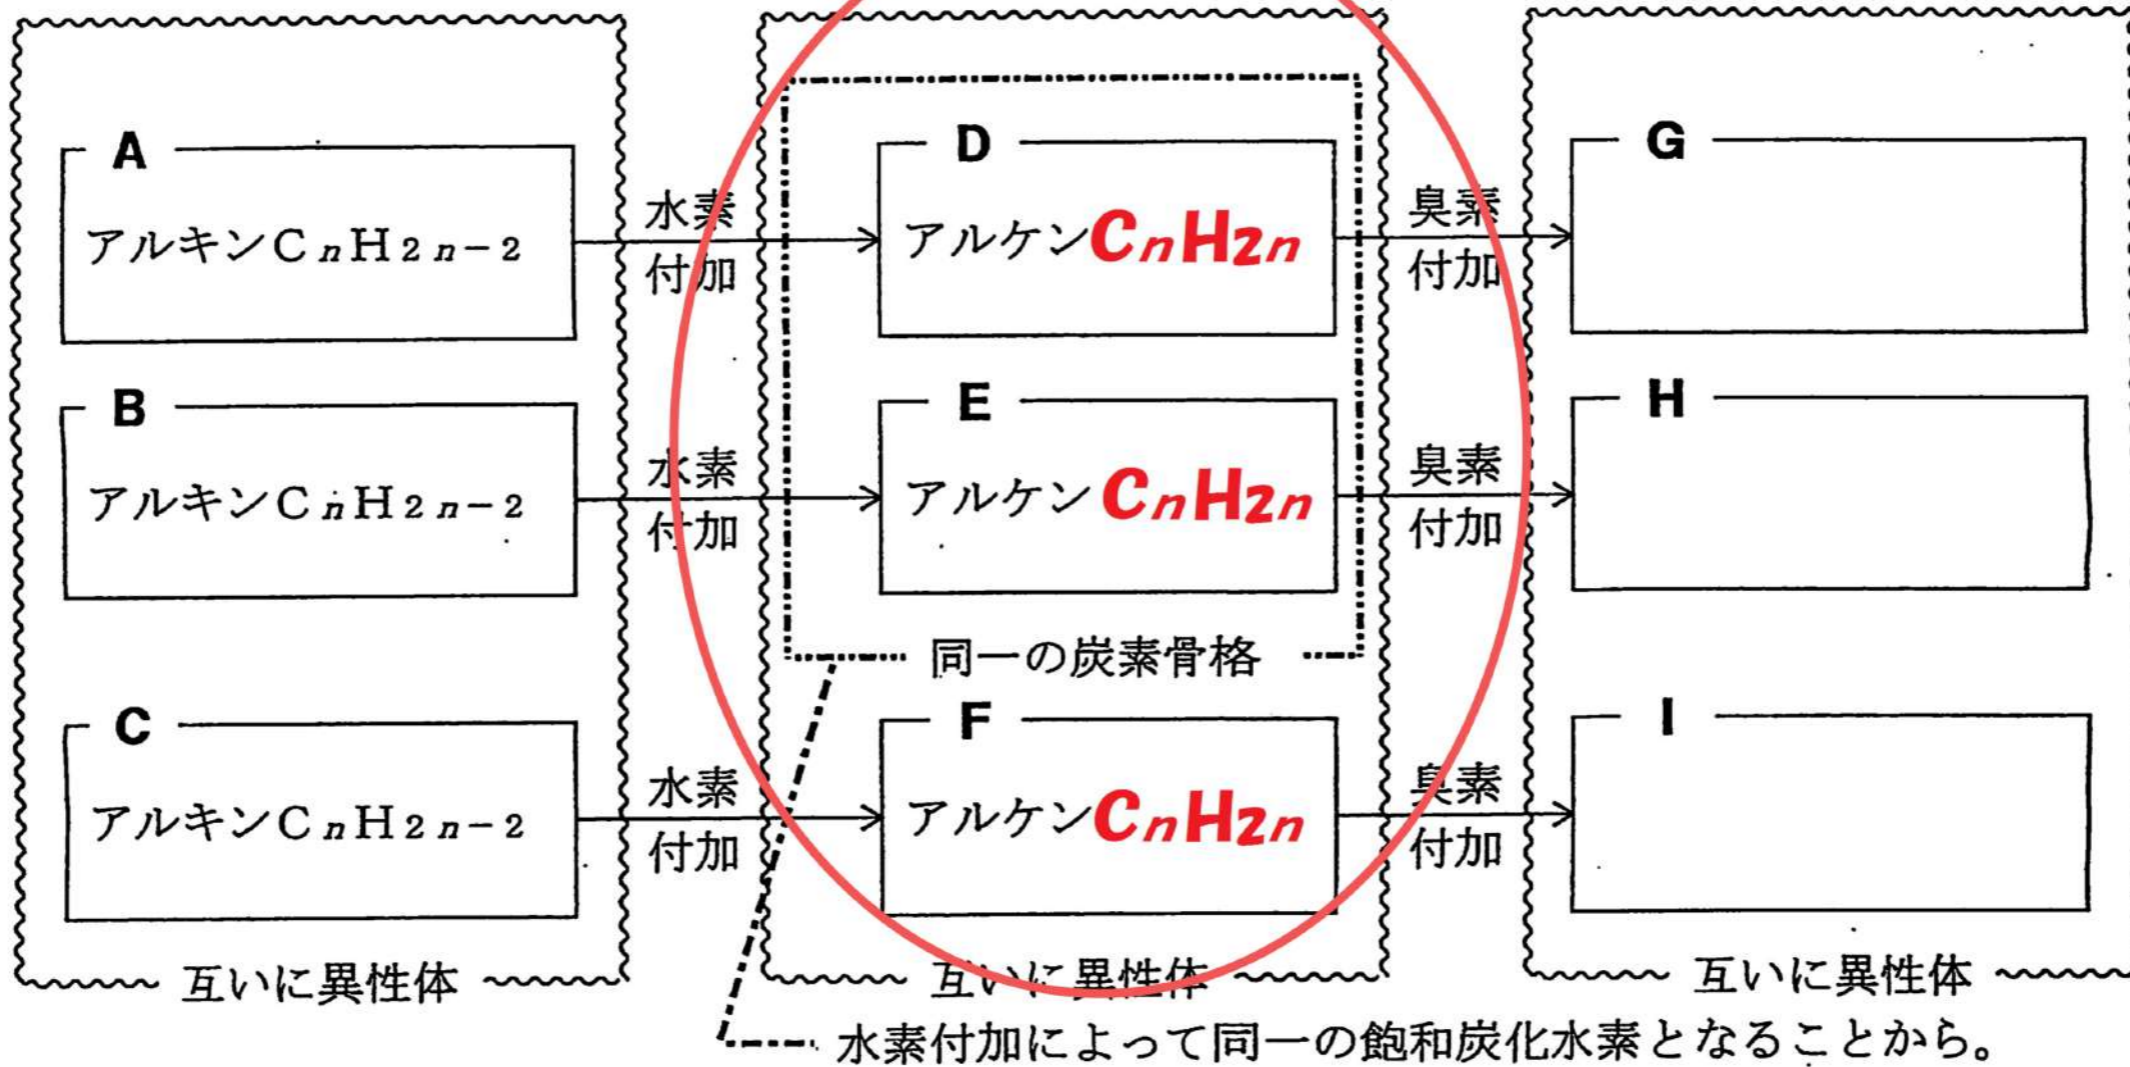 A
アルキンCnH2n-2
水素
付加
D
アルケンCnH2n
臭素
付加
G
B
アルキンCnH2n-2
水素
付加
E
アルケンCnH2n
臭素
付加
H
同一の炭素骨格
C
アルキンCnH2n-2
水素
付加
F
アルケンCnH2n
臭素
付加
I
互いに異性体
互いに異性体
互いに異性体
水素付加によって同一の飽和炭化水素となることから。